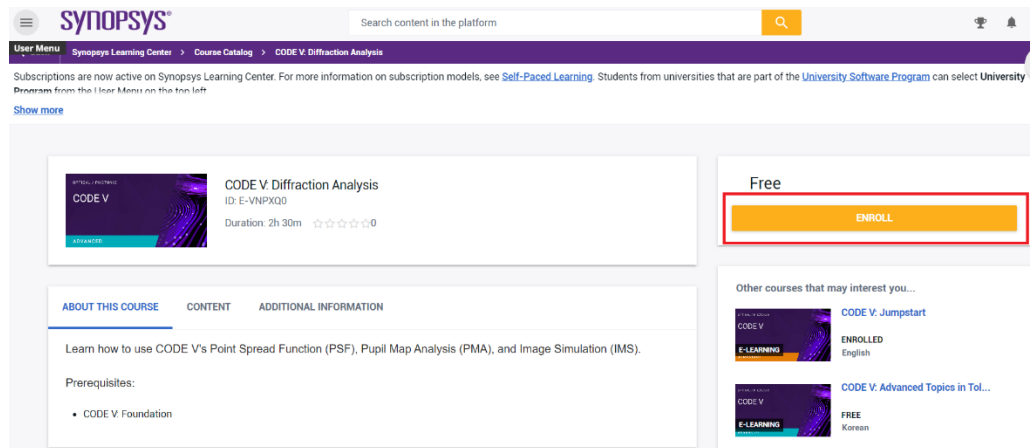 SYNOPSYS®
Search content in the platform
User Menu
Synopsys Learning Center > Course Catalog > CODE V: Diffraction Analysis
Subscriptions are now active on Synopsys Learning Center. For more information on subscription models, see Self-Paced Learning. Students from universities that are part of the University Software Program can select University
Program from the User Menu on the top left
Show more
OPTICAL / PHOTONIC
CODE V
ADVANCED
CODE V: Diffraction Analysis
ID: E-VNPXQ0
Duration: 2h 30m ☆☆☆☆☆0
Free
ENROLL
ABOUT THIS COURSE CONTENT ADDITIONAL INFORMATION
Learn how to use CODE V's Point Spread Function (PSF), Pupil Map Analysis (PMA), and Image Simulation (IMS).
Prerequisites:
• CODE V: Foundation
Other courses that may interest you...
CODE V
E-LEARNING
CODE V: Jumpstart
ENROLLED
English
CODE V
E-LEARNING
CODE V: Advanced Topics in Tol...
FREE
Korean